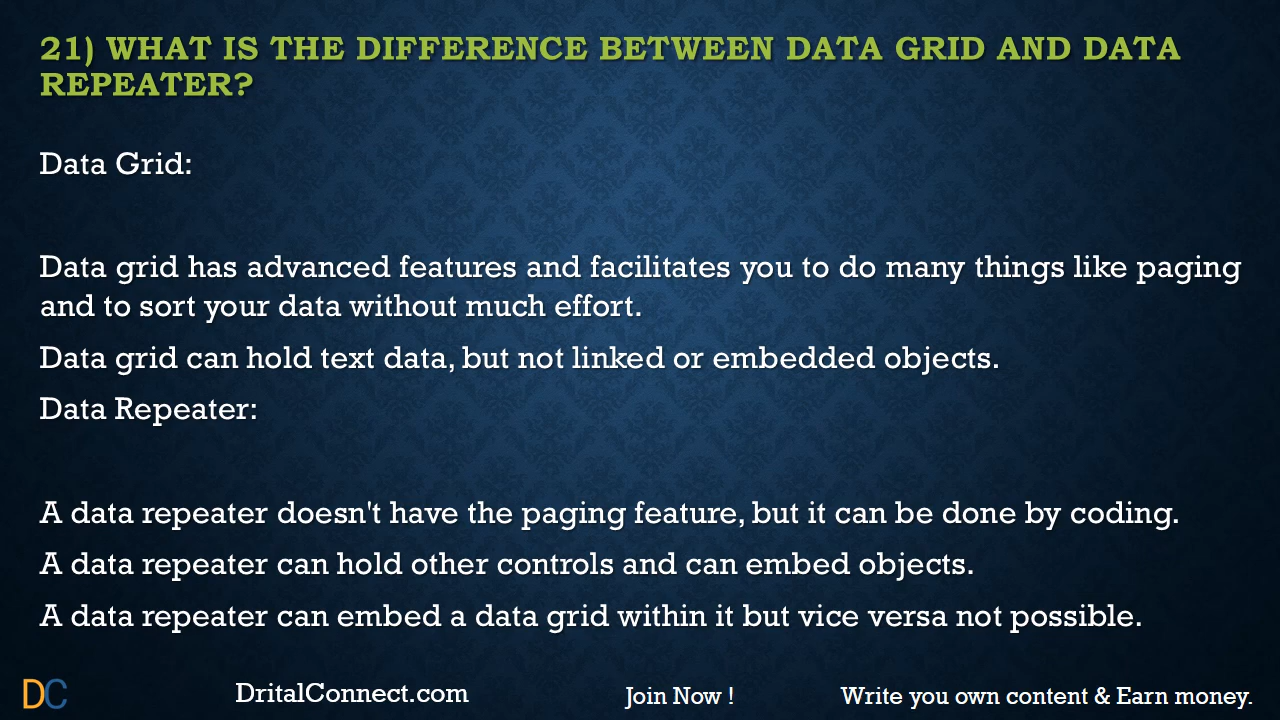 21) WHAT IS THE DIFFERENCE BETWEEN DATA GRID AND DATA
REPEATER?
Data Grid:
Data grid has advanced features and facilitates you to do many things like paging
and to sort your data without much effort.
Data grid can hold text data, but not linked or embedded objects.
Data Repeater:
A data repeater doesn't have the paging feature, but it can be done by coding.
A data repeater can hold other controls and can embed objects.
A data repeater can embed a data grid within it but vice versa not possible.
DC
DritalConnect.com
Join Now !
Write you own content & Earn money.